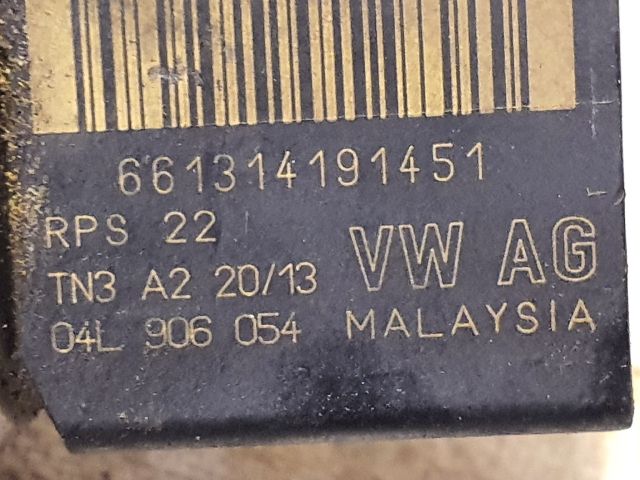 661314191451
RPS 22
TN3 A2 20/13
04L 906 054
VW AG
MALAYSIA